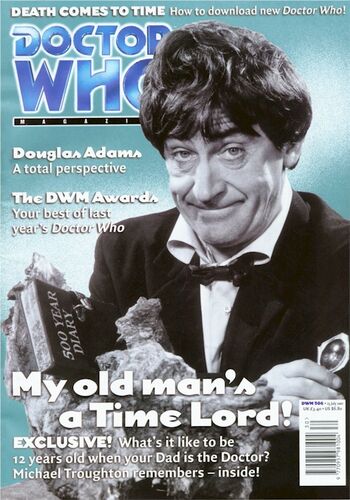 DEATH COMES TO TIME How to download new Doctor Who!
DOCTOR
WHO
MAGAZI
Douglas Adams
A total perspective
The DWM Awards
Your best of last
year's Doctor Who
500 YEAR
DIARY
My old man's
a Time Lord!
EXCLUSIVE! What's it like to be
12 years old when your Dad is the Doctor?
Michael Troughton remembers – inside!